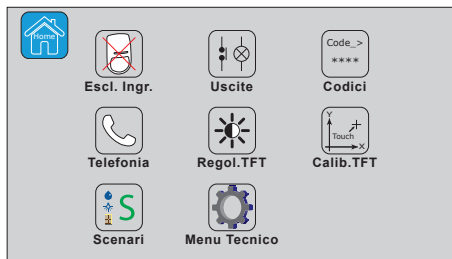 Home
Code_>
****
Escl. Ingr.
Uscite
Codici
Y
Touch
X
Telefonia
Regol.TFT
Calib.TFT
S
Scenari
Menu Tecnico